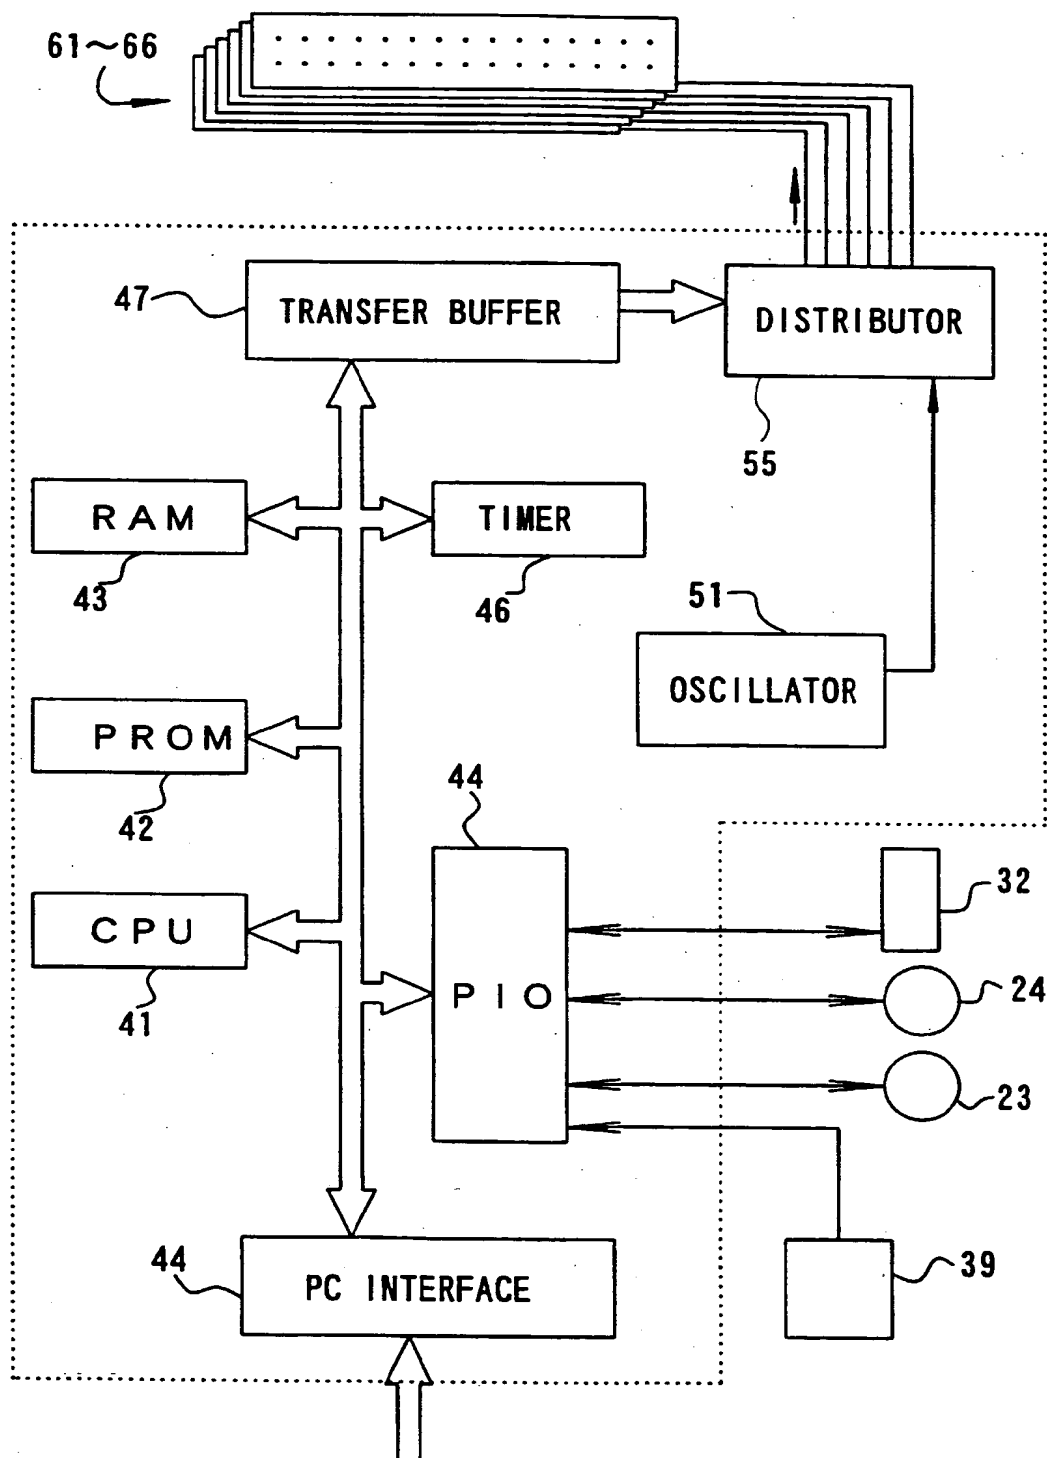 61~66
47
TRANSFER BUFFER
DISTRIBUTOR
55
RAM
43
TIMER
46
51
OSCILLATOR
PROM
42
44
CPU
41
PIO
32
24
23
44
PC INTERFACE
39